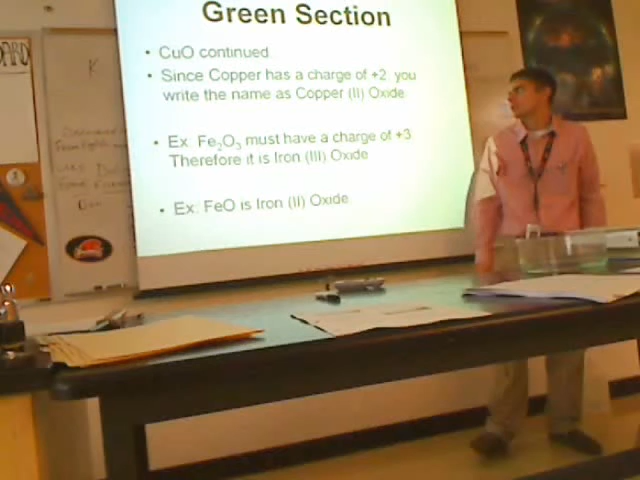 Green Section
• CuO continued.
• Since Copper has a charge of +2 you
write the name as Copper (II) Oxide
• Ex: Fe₂O₃ must have a charge of +3
Therefore it is Iron (III) Oxide
• Ex: FeO is Iron (II) Oxide
K